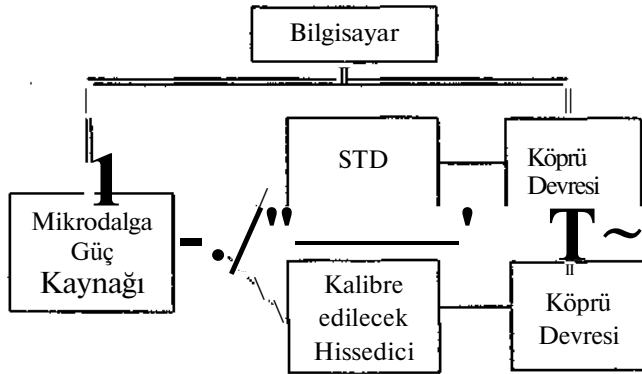 Bilgisayar
STD
Köprü
Devresi
Mikrodalga
Güç
Kaynağı
Kalibre
edilecek
Hissedici
Köprü
Devresi